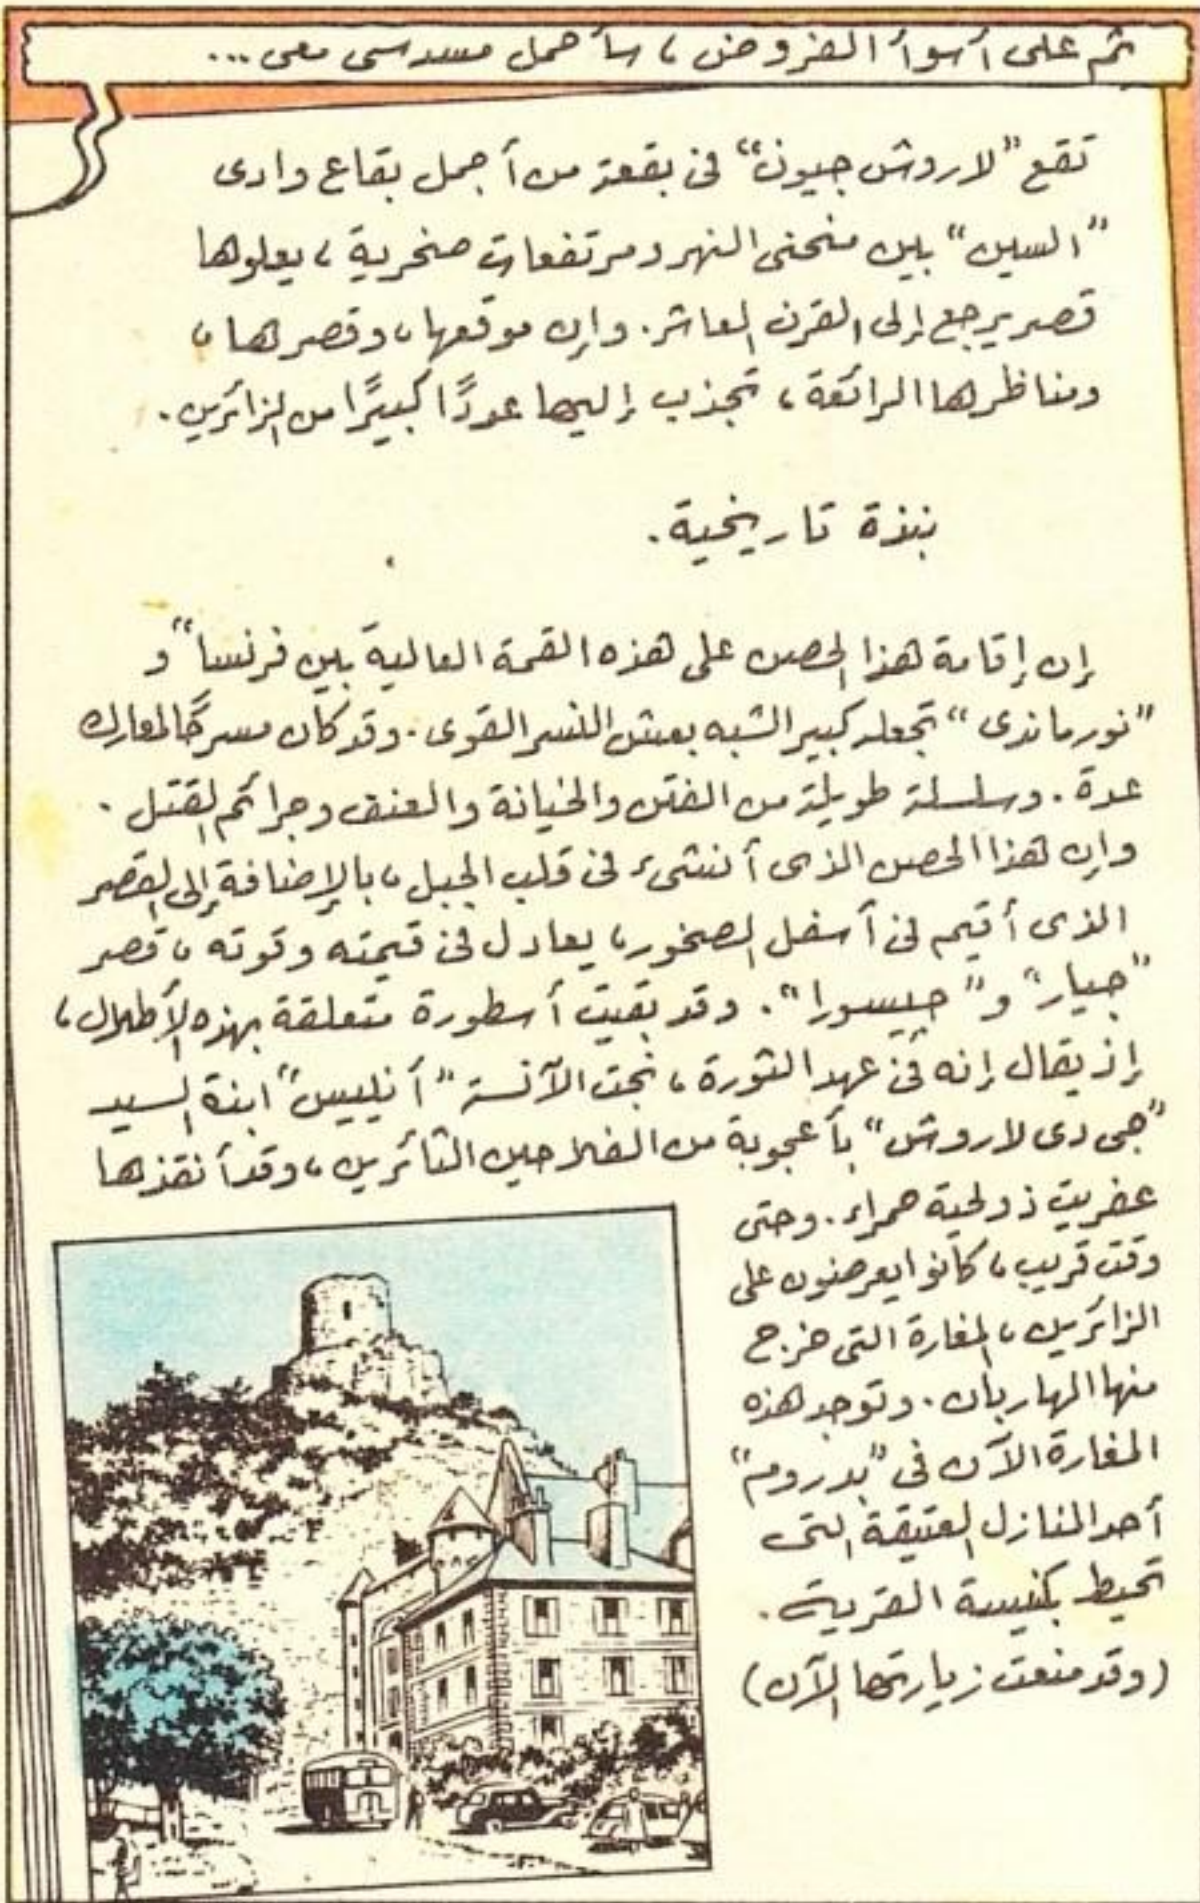 ثم على أسوأ الفروض، سأحمل مسدسى معى...
تقع "لاروش جيون" فى بقعة من أجمل بقاع وادى
"السين" بين منحنى النهر ومرتفعات صخرية، يعلوها
قصر يرجع إلى القرن العاشر. وإن موقعها، وقصرها،
ومناظرها الرائعة، تجذب إليها عددًا كبيرًا من الزائرين.
نبذة تاريخية.
إن إقامة هذا الحصن على هذه القمة العالية بين فرنسا" و
"نورماندى" تجعله كبير الشبه بعش النسر القوى. وقد كان مسرحًا لمعارك
عدة. وسلسلة طويلة من الفتن والخيانة والعنف وجرائم القتل.
وإن هذا الحصن الذى أنشىء فى قلب الجبل، بالإضافة إلى القصر
الذى أقيم فى أسفل الصخور، يعادل فى قيمته وقوته، قصر
"جيار" و"جيسورا". وقد بقيت أسطورة متعلقة بهذه الأطلال،
إذ يقال إنه فى عهد الثورة، نجت الآنسة "أنييس" ابنة السيد
"جى دى لاروش" بأعجوبة من الفلاحين الثائرين، وقد أنقذها
عفريت ذو لحية حمراء. وحتى
وقت قريب، كانوا يعرضون على
الزائرين، المغارة التى خرج
منها الهاربان. وتوجد هذه
المغارة الآن فى "بدروم"
أحد المنازل العتيقة التى
تحيط بكنيسة القرية.
(وقد منعت زيارتها الآن)